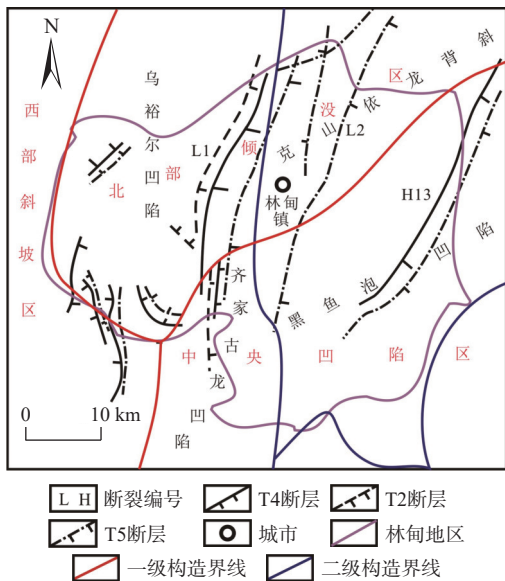 N
乌裕尔凹陷
西部斜坡区
北部倾没区
克山依龙背斜
L1
L2
林甸镇
H13
齐家古龙凹陷
黑鱼泡凹陷
中央凹陷区
0 10 km
L H 断裂编号
T4断层
T2断层
T5断层
城市
林甸地区
一级构造界线
二级构造界线